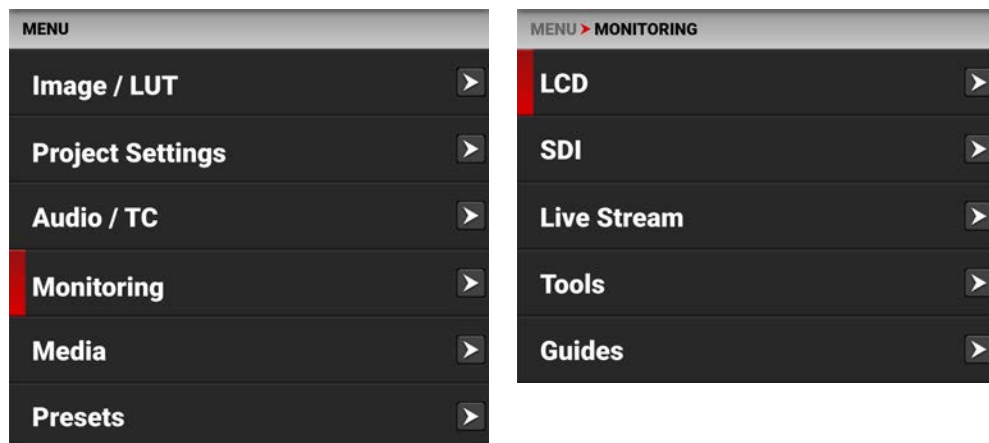 MENU
Image / LUT
Project Settings
Audio / TC
Monitoring
Media
Presets
MENU > MONITORING
LCD
SDI
Live Stream
Tools
Guides